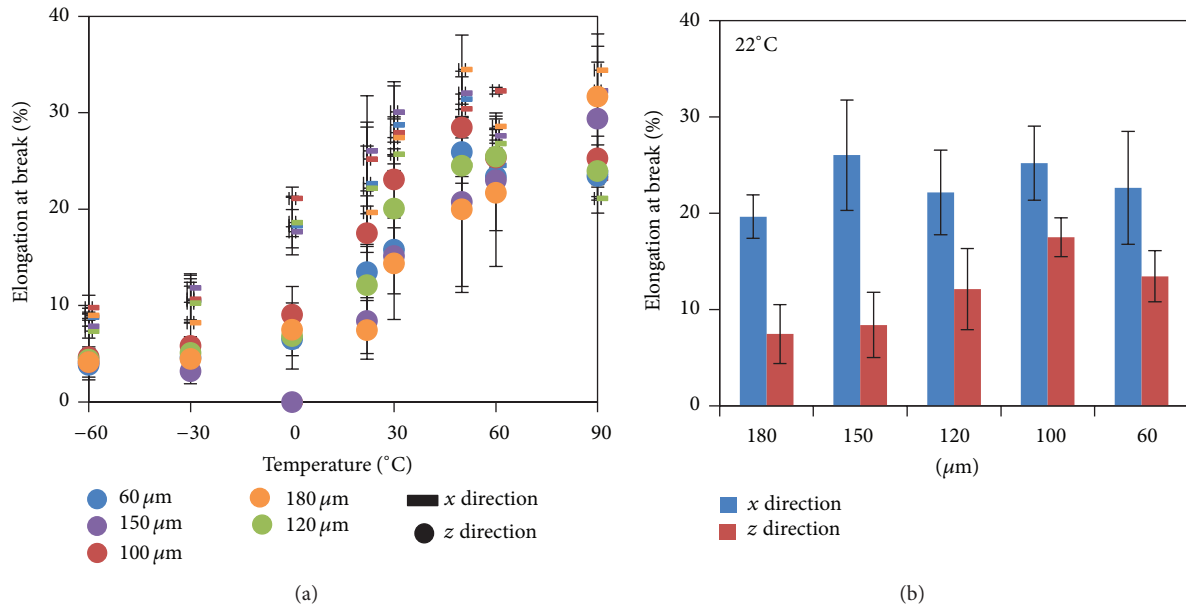 40
30
20
10
0
Elongation at break (%)
−60 −30 0 30 60 90
Temperature (°C)
60 μm
150 μm
100 μm
180 μm
120 μm
x direction
z direction
(a)
22°C
40
30
20
10
0
Elongation at break (%)
180 150 120 100 60
(μm)
x direction
z direction
(b)